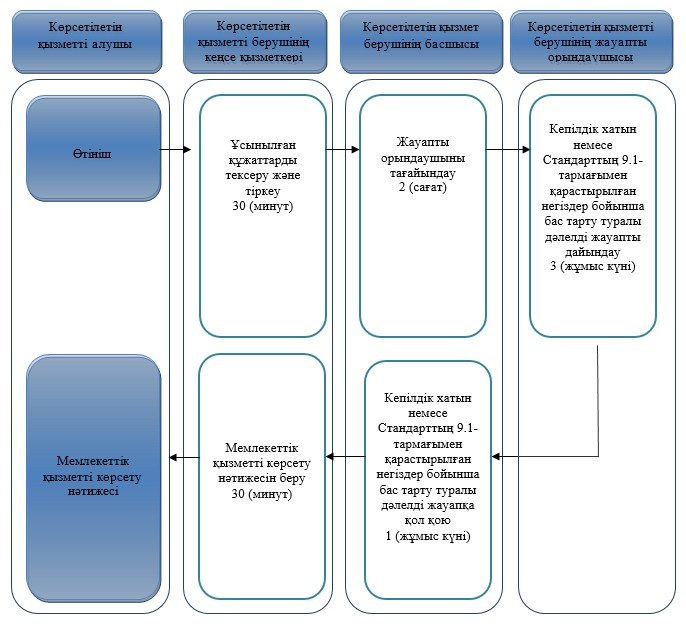 Көрсетілетін
қызметті алушы
Көрсетілетін
қызметті берушінің
кеңсе қызметкері
Көрсетілетін қызмет
берушінің басшысы
Көрсетілетін қызметті
берушінің жауапты
орындаушысы
Өтініш
Ұсынылған
құжаттарды
тексеру және
тіркеу
30 (минут)
Жауапты
орындаушыны
тағайындау
2 (сағат)
Кепілдік хатын
немесе
Стандарттың 9.1-
тармағымен
қарастырылған
негіздер бойынша
бас тарту туралы
дәлелді жауапты
дайындау
3 (жұмыс күні)
Мемлекеттік
қызметті көрсету
нәтижесі
Мемлекеттік
қызметті көрсету
нәтижесін беру
30 (минут)
Кепілдік хатын
немесе
Стандарттың 9.1-
тармағымен
қарастырылған
негіздер бойынша
бас тарту туралы
дәлелді жауапқа
қол қою
1 (жұмыс күні)